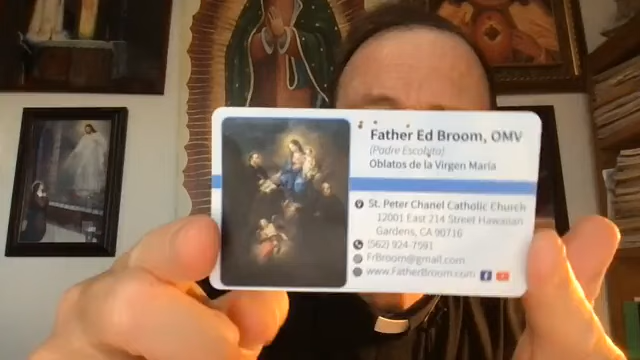 Father Ed Broom, OMV
(Padre Escobita)
Oblatos de la Virgen María
St. Peter Chanel Catholic Church
12001 East 214 Street Hawaiian
Gardens, CA 90716
(562) 924-7591
FrBroom@gmail.com
www.FatherBroom.com